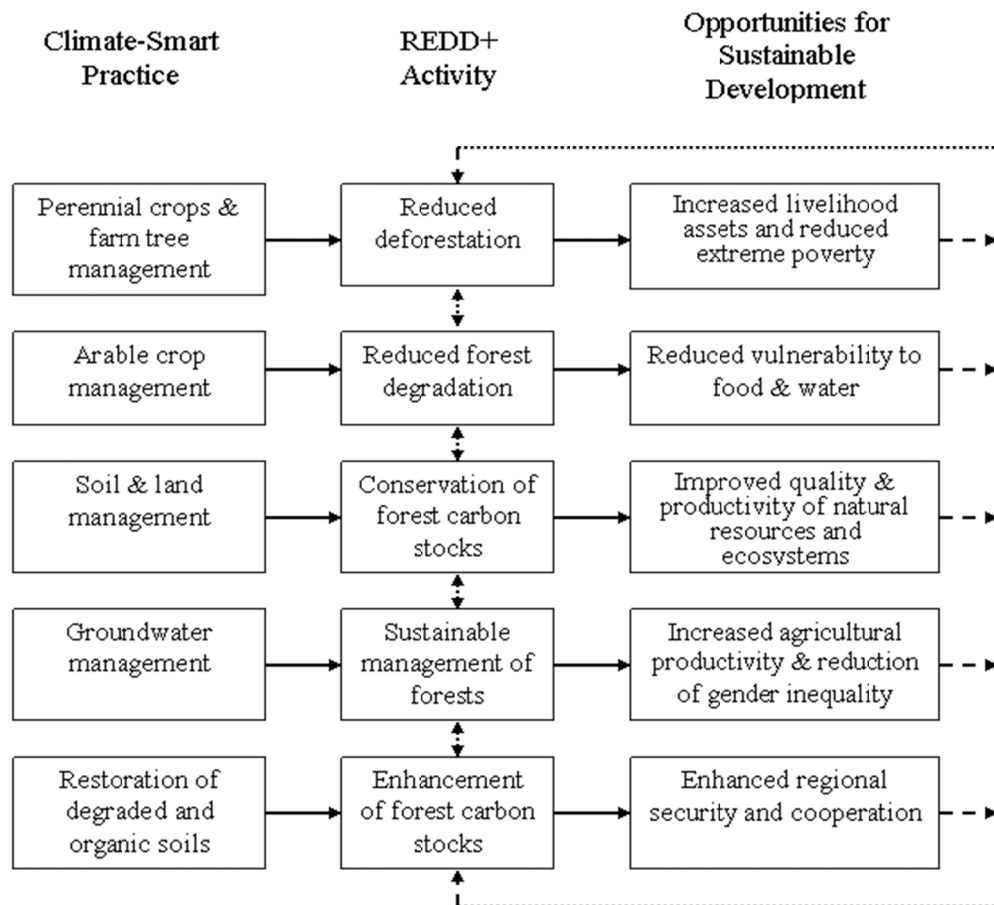 Climate-Smart
Practice
REDD+
Activity
Opportunities for
Sustainable
Development
Perennial crops &
farm tree
management
Reduced
deforestation
Increased livelihood
assets and reduced
extreme poverty
Arable crop
management
Reduced forest
degradation
Reduced vulnerability to
food & water
Soil & land
management
Conservation of
forest carbon
stocks
Improved quality &
productivity of natural
resources and
ecosystems
Groundwater
management
Sustainable
management of
forests
Increased agricultural
productivity & reduction
of gender inequality
Restoration of
degraded and
organic soils
Enhancement
of forest carbon
stocks
Enhanced regional
security and cooperation